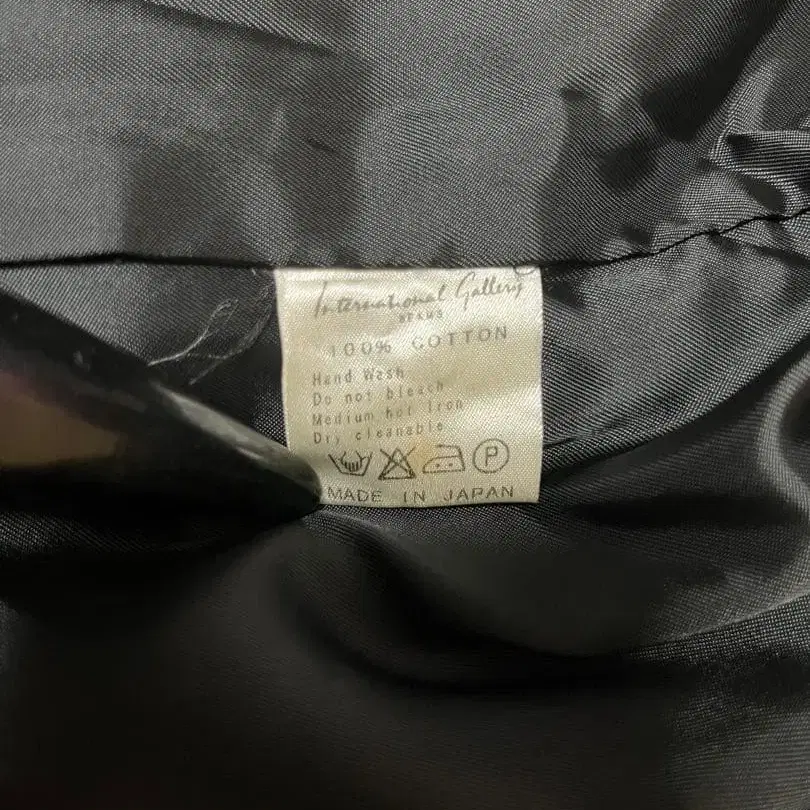 International Gallery
BEAMS
100% COTTON
Hand Wash
Do not bleach
Medium hot iron
Dry cleanable
P
MADE IN JAPAN